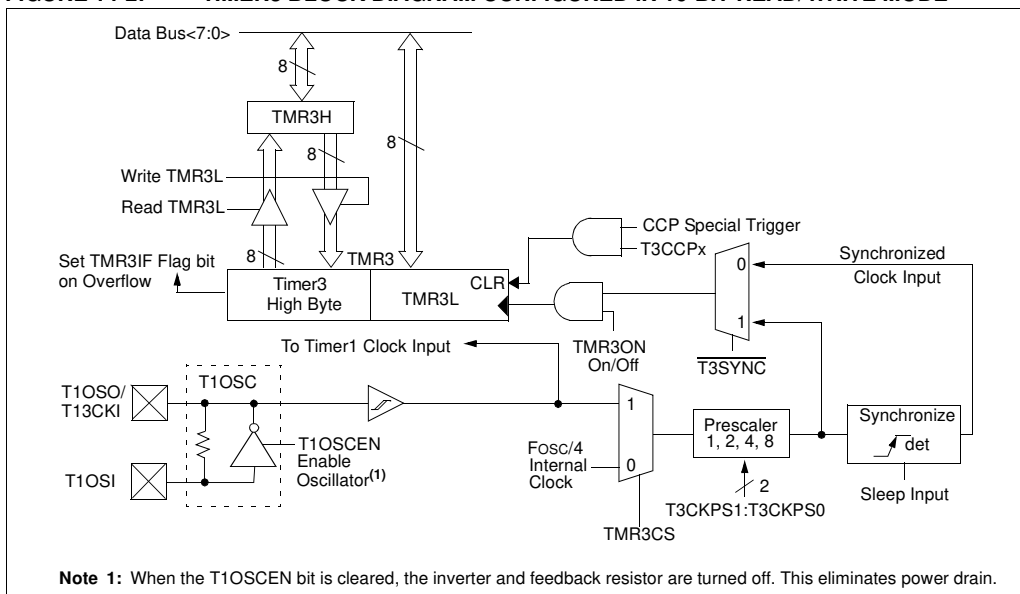 Data Bus<7:0>
8
TMR3H
8
8
Write TMR3L
Read TMR3L
CCP Special Trigger
T3CCPx
Synchronized
Clock Input
0
1
T3SYNC
8
TMR3
Set TMR3IF Flag bit
on Overflow
Timer3
High Byte
TMR3L
CLR
TMR3ON
On/Off
To Timer1 Clock Input
T1OSC
T1OSO/
T13CKI
T1OSCEN
Enable
Oscillator(1)
T1OSI
FOSC/4
Internal
Clock
1
0
TMR3CS
Prescaler
1, 2, 4, 8
2
T3CKPS1:T3CKPS0
Synchronize
det
Sleep Input
Note 1: When the T1OSCEN bit is cleared, the inverter and feedback resistor are turned off. This eliminates power drain.